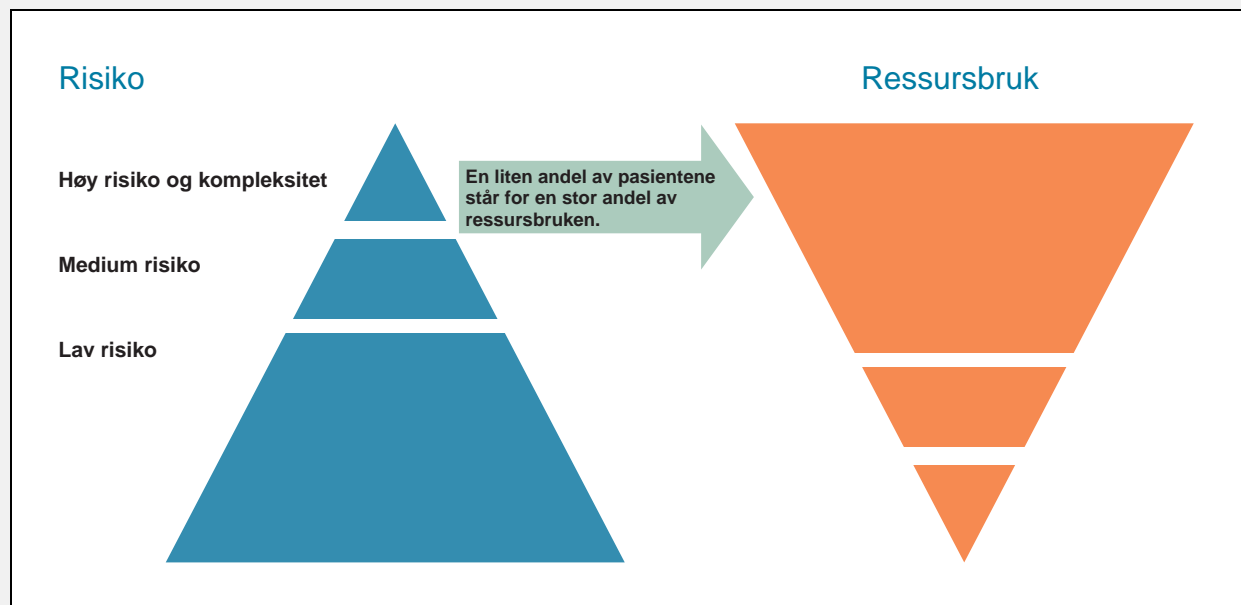 Risiko
Ressursbruk
Høy risiko og kompleksitet
En liten andel av pasientene
står for en stor andel av
ressursbruken.
Medium risiko
Lav risiko